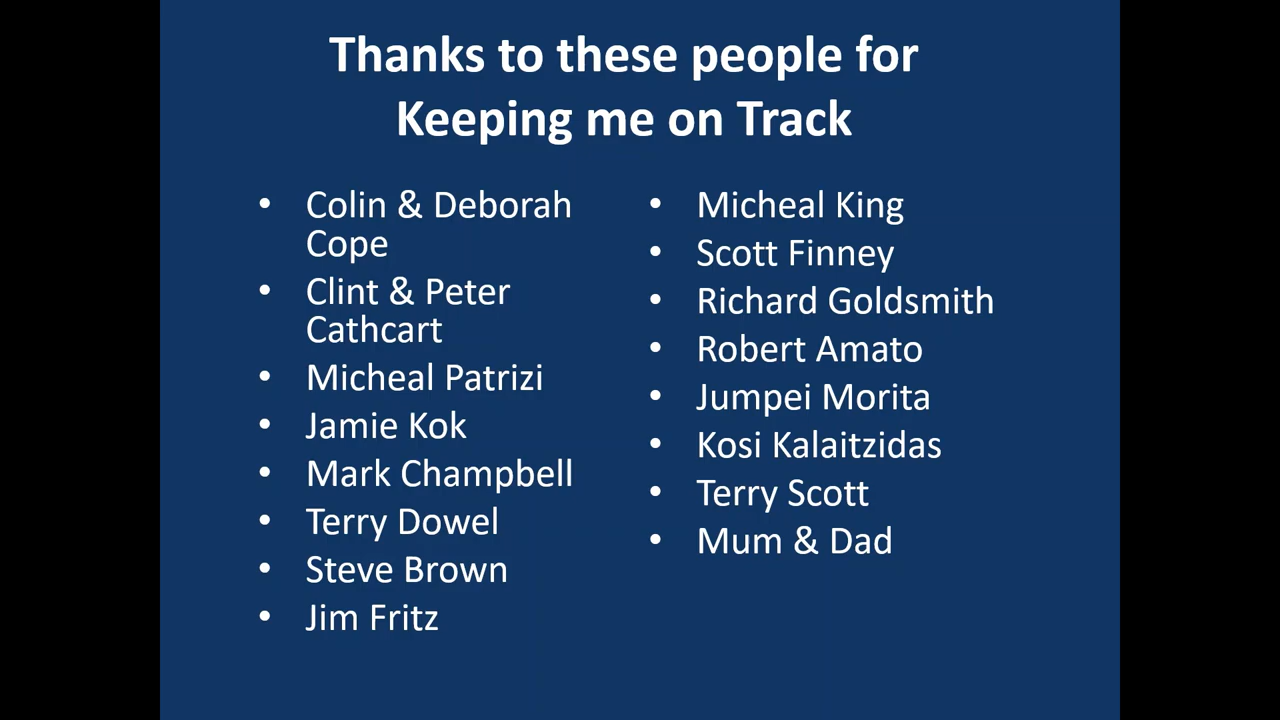 Thanks to these people for
Keeping me on Track
• Colin & Deborah
Cope
• Clint & Peter
Cathcart
• Micheal Patrizi
• Jamie Kok
• Mark Champbell
• Terry Dowel
• Steve Brown
• Jim Fritz
• Micheal King
• Scott Finney
• Richard Goldsmith
• Robert Amato
• Jumpei Morita
• Kosi Kalaitzidas
• Terry Scott
• Mum & Dad